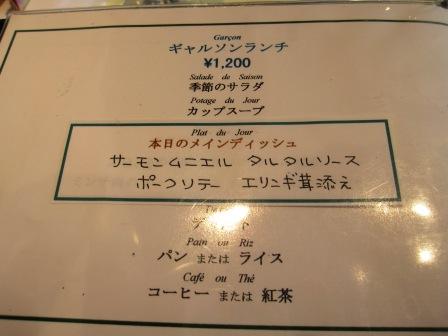 Garçon
ギャルソンランチ
¥1,200
Salade de Saison
季節のサラダ
Potage du Jour
カップスープ
Plat du Jour
本日のメインディッシュ
サーモンムニエル タルタルソース
ポークソテー エリンギ茸添え
Pain ou Riz
パン または ライス
Café ou Thé
コーヒー または 紅茶